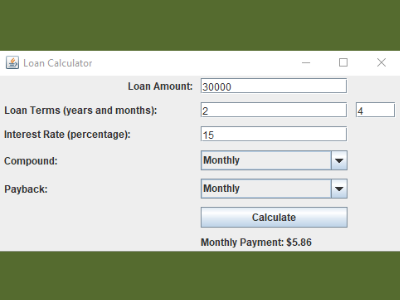 Loan Calculator
Loan Amount: 30000
Loan Terms (years and months): 2 4
Interest Rate (percentage): 15
Compound: Monthly
Payback: Monthly
Calculate
Monthly Payment: $5.86